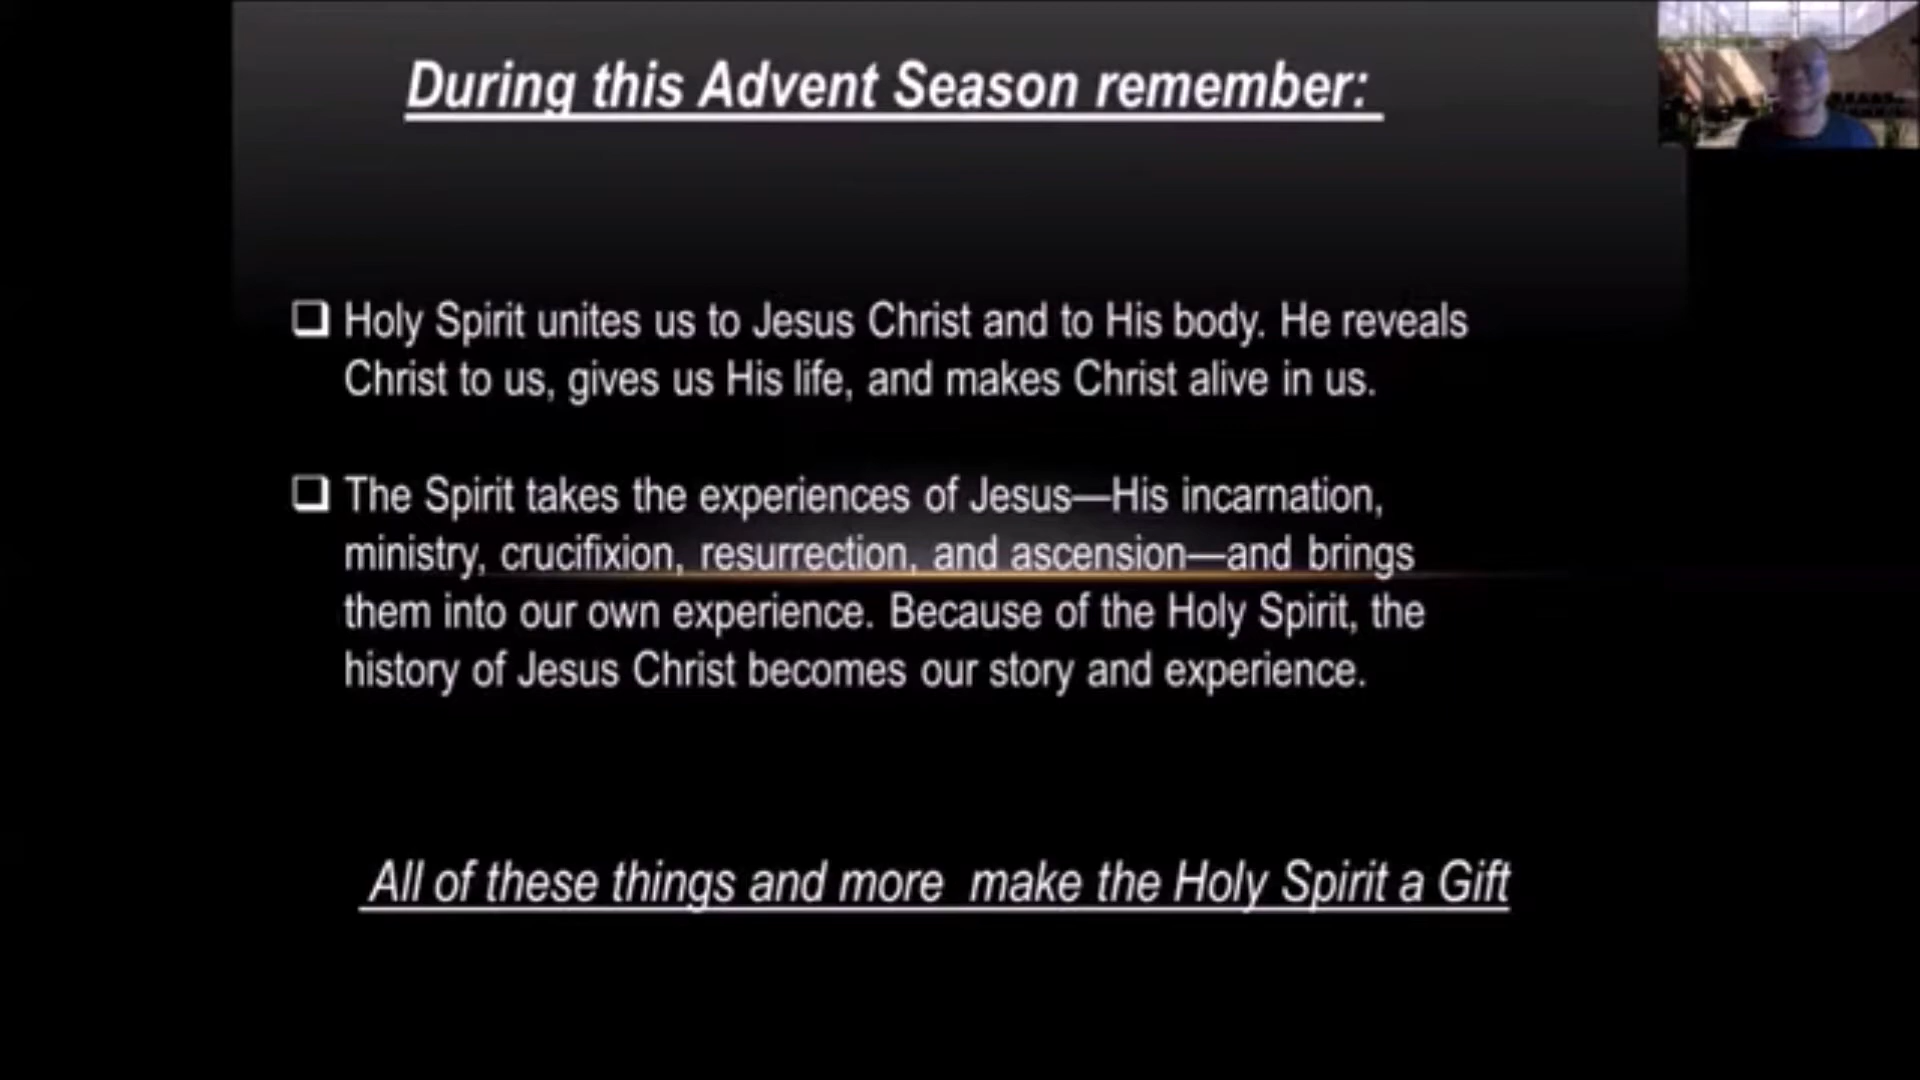 During this Advent Season remember:
Holy Spirit unites us to Jesus Christ and to His body. He reveals
Christ to us, gives us His life, and makes Christ alive in us.
The Spirit takes the experiences of Jesus—His incarnation,
ministry, crucifixion, resurrection, and ascension—and brings
them into our own experience. Because of the Holy Spirit, the
history of Jesus Christ becomes our story and experience.
All of these things and more  make the Holy Spirit a Gift